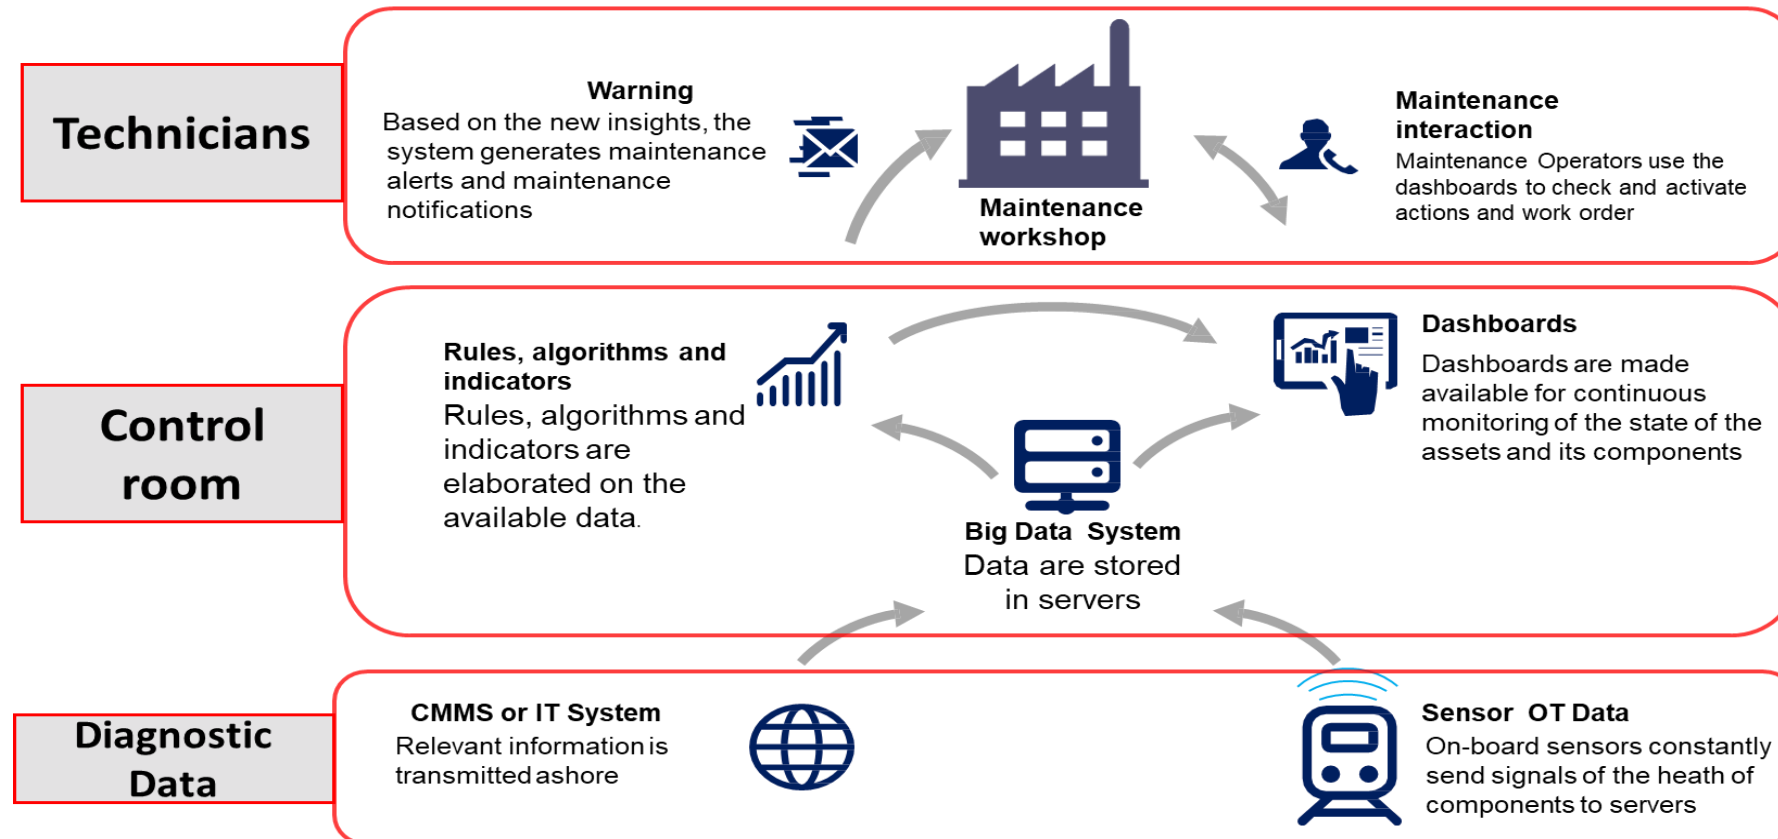 Technicians
Warning
Based on the new insights, the
system generates maintenance
alerts and maintenance
notifications
Maintenance
workshop
Maintenance
interaction
Maintenance Operators use the
dashboards to check and activate
actions and work order
Control
room
Rules, algorithms and
indicators
Rules, algorithms and
indicators are
elaborated on the
available data.
Big Data System
Data are stored
in servers
Dashboards
Dashboards are made
available for continuous
monitoring of the state of the
assets and its components
Diagnostic
Data
CMMS or IT System
Relevant information is
transmitted ashore
Sensor OT Data
On-board sensors constantly
send signals of the heath of
components to servers